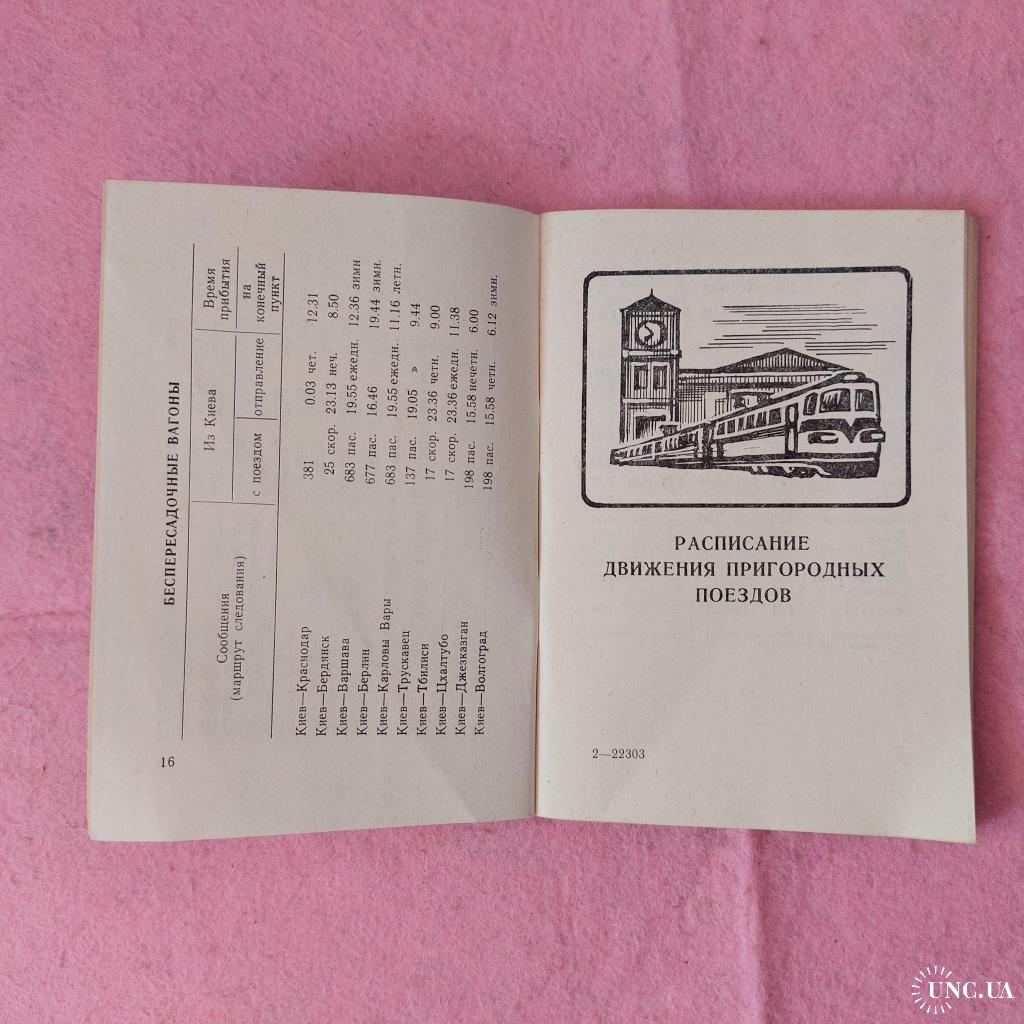 16
БЕСПЕРЕСАДОЧНЫЕ ВАГОНЫ
Сообщения
(маршрут следования)
Из Киева
с поездом
отправление
Время
прибытия
на
конечный
пункт
Киев—Краснодар 381 0.03 чет. 12.31
Киев—Бердянск 25 скор. 23.13 неч. 8.50
Киев—Варшава 683 пас. 19.55 ежедн. 12.36 зимн
Киев—Берлин 677 пас. 16.46 19.44 зимн.
Киев—Карловы Вары 683 пас. 19.55 ежедн. 11.16 летн.
Киев—Трускавец 137 пас. 19.05 » 9.44
Киев—Тбилиси 17 скор. 23.36 четн. 9.00
Киев—Цхалтубо 17 скор. 23.36 ежедн. 11.38
Киев—Джезказган 198 пас. 15.58 нечетн. 6.00
Киев—Волгоград 198 пас. 15.58 четн. 6.12 зимн.
РАСПИСАНИЕ
ДВИЖЕНИЯ ПРИГОРОДНЫХ
ПОЕЗДОВ
2—22303
UNC.UA